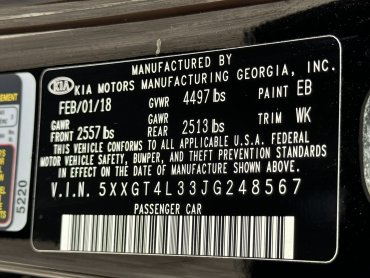 MANUFACTURED BY
KIA KIA MOTORS MANUFACTURING GEORGIA, INC.
FEB/01/18 GVWR 4497 lbs PAINT EB
GAWR FRONT 2557 lbs GAWR REAR 2513 lbs TRIM WK
THIS VEHICLE CONFORMS TO ALL APPLICABLE U.S.A. FEDERAL
MOTOR VEHICLE SAFETY, BUMPER, AND THEFT PREVENTION STANDARDS
IN EFFECT ON THE DATE OF MANUFACTURE SHOWN ABOVE.
V.I.N. 5XXGT4L33JG248567
PASSENGER CAR
5220